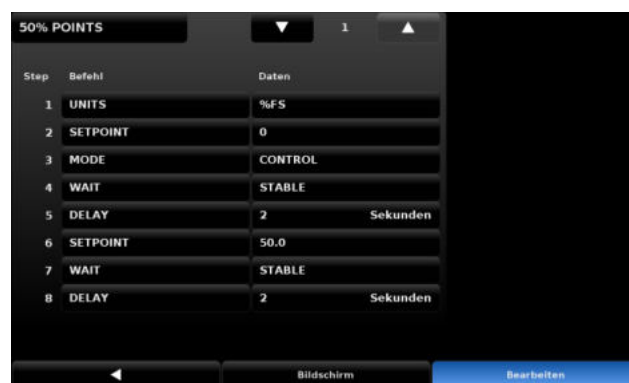 50% POINTS 1
Step Befehl Daten
1 UNITS %FS
2 SETPOINT 0
3 MODE CONTROL
4 WAIT STABLE
5 DELAY 2 Sekunden
6 SETPOINT 50.0
7 WAIT STABLE
8 DELAY 2 Sekunden
Bildschirm Bearbeiten